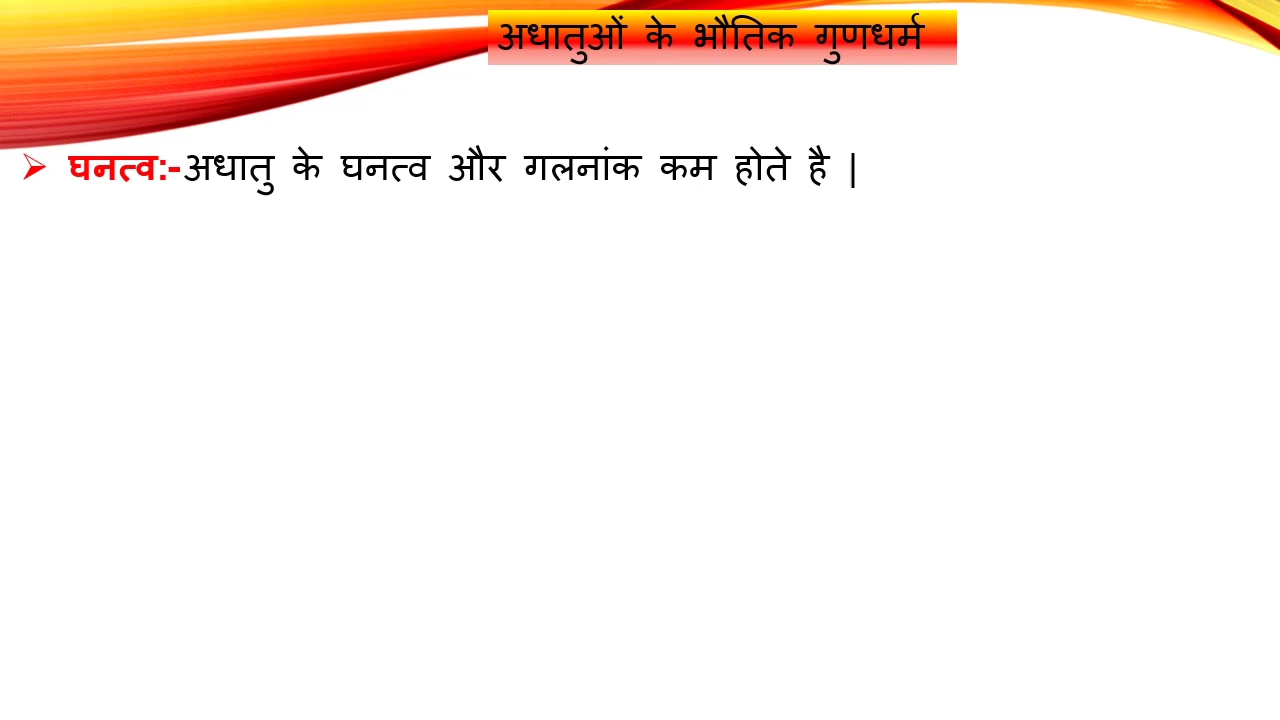 अधातुओं के भौतिक गुणधर्म
घनत्व:-अधातु के घनत्व और गलनांक कम होते है |